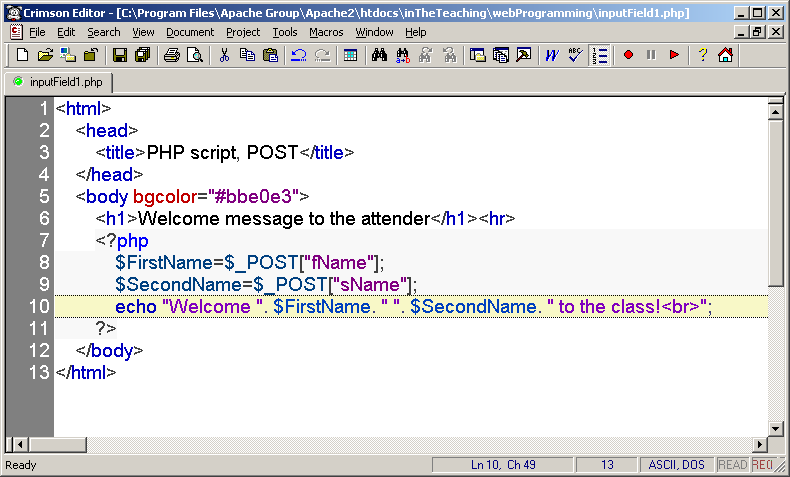 Crimson Editor - [C:\Program Files\Apache Group\Apache2\htdocs\inTheTeaching\webProgramming\inputField1.php]
File Edit Search View Document Project Tools Macros Window Help
inputField1.php
1 <html>
2 <head>
3 <title>PHP script, POST</title>
4 </head>
5 <body bgcolor="#bbe0e3">
6 <h1>Welcome message to the attender</h1><hr>
7 <?php
8 $FirstName=$_POST["fName"];
9 $SecondName=$_POST["sName"];
10 echo "Welcome ". $FirstName. " ". $SecondName. " to the class!<br>";
11 ?>
12 </body>
13 </html>
Ready Ln 10, Ch 49 13 ASCII, DOS READ REC